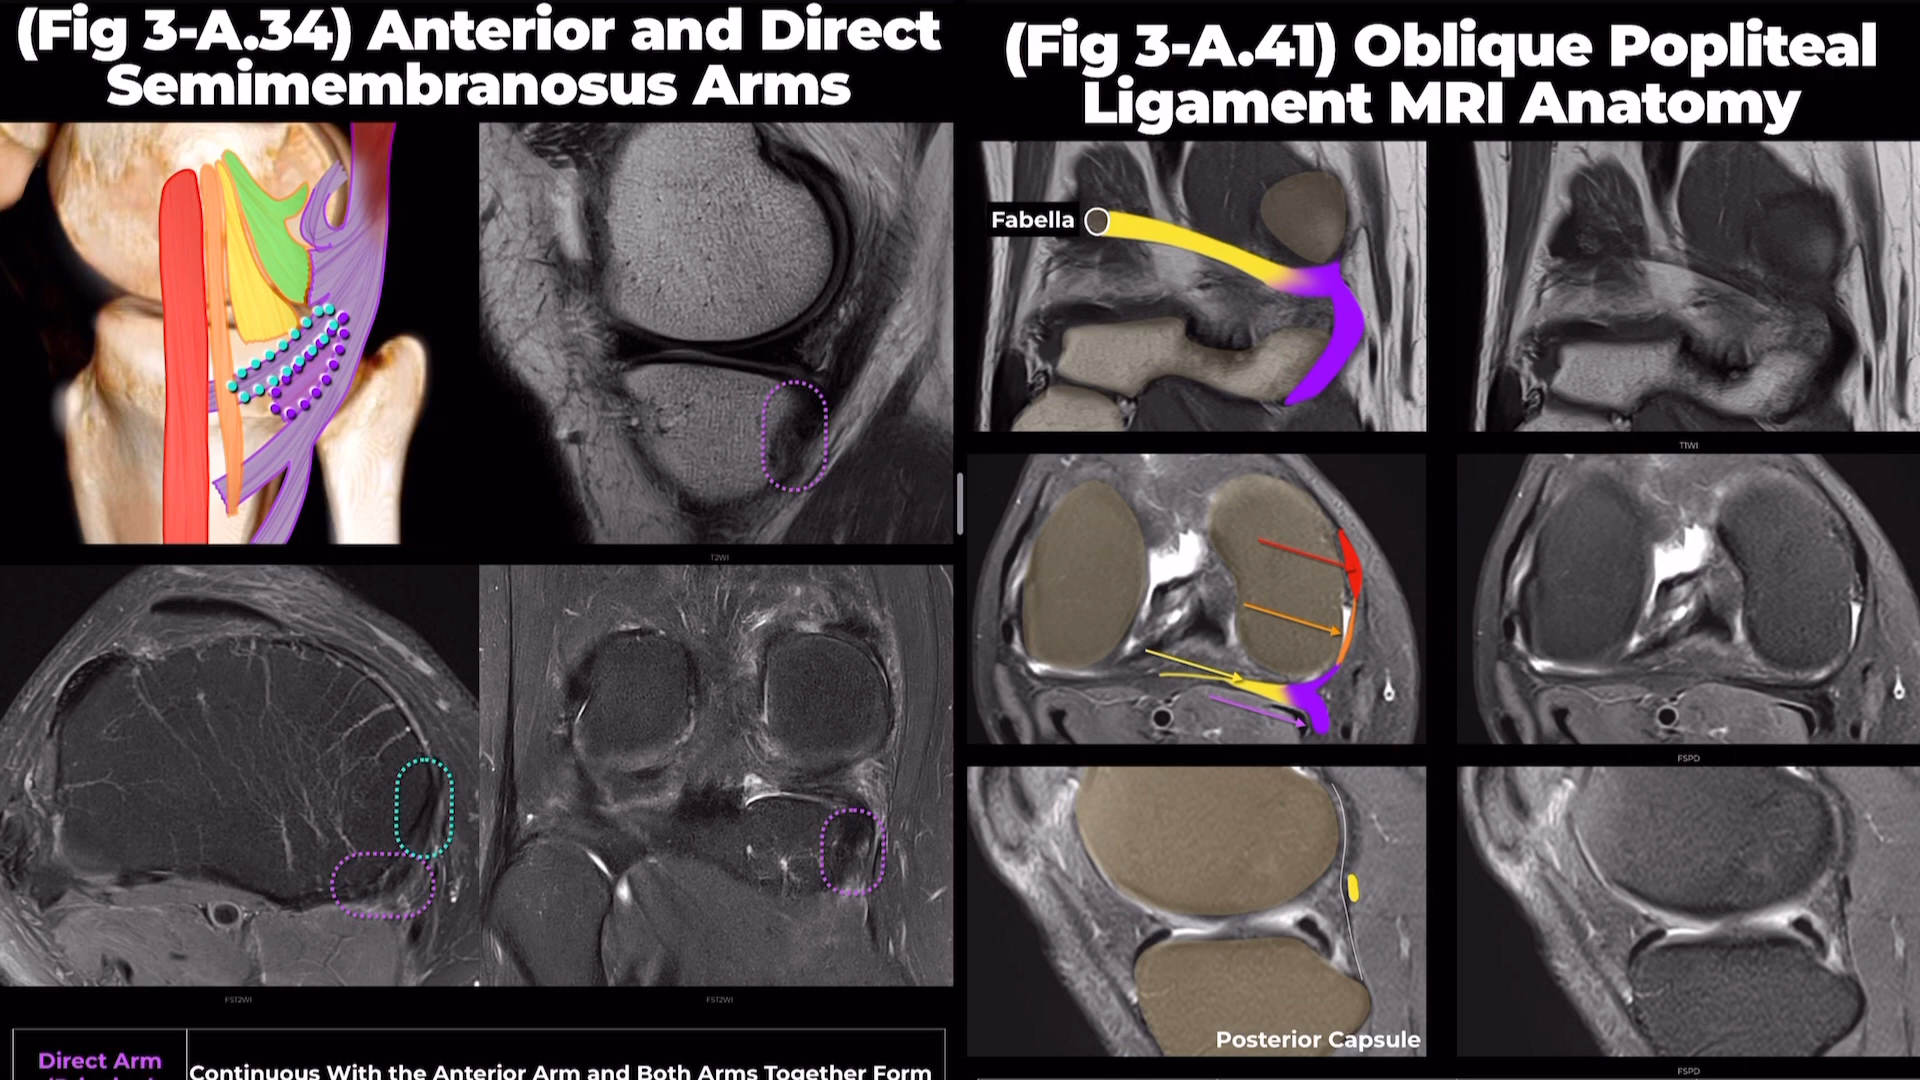 (Fig 3-A.34) Anterior and Direct
Semimembranosus Arms
T2WI
FST2WI
FST2WI
Direct Arm
Continuous With the Anterior Arm and Both Arms Together Form
(Fig 3-A.41) Oblique Popliteal
Ligament MRI Anatomy
Fabella
T1WI
FSPD
Posterior Capsule
FSPD